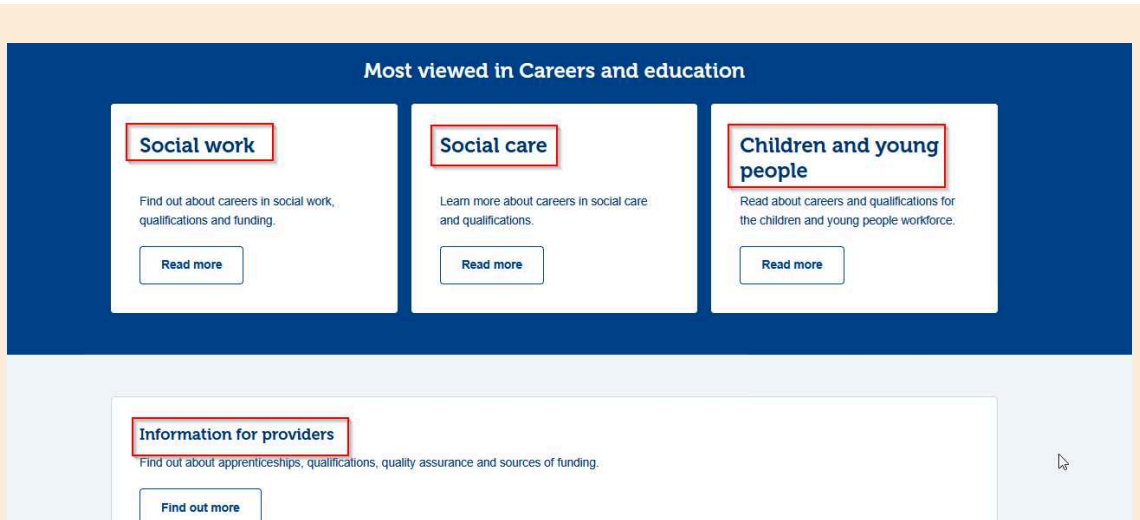 Most viewed in Careers and education
Social work
Find out about careers in social work,
qualifications and funding.
Read more
Social care
Learn more about careers in social care
and qualifications.
Read more
Children and young
people
Read about careers and qualifications for
the children and young people workforce.
Read more
Information for providers
Find out about apprenticeships, qualifications, quality assurance and sources of funding.
Find out more